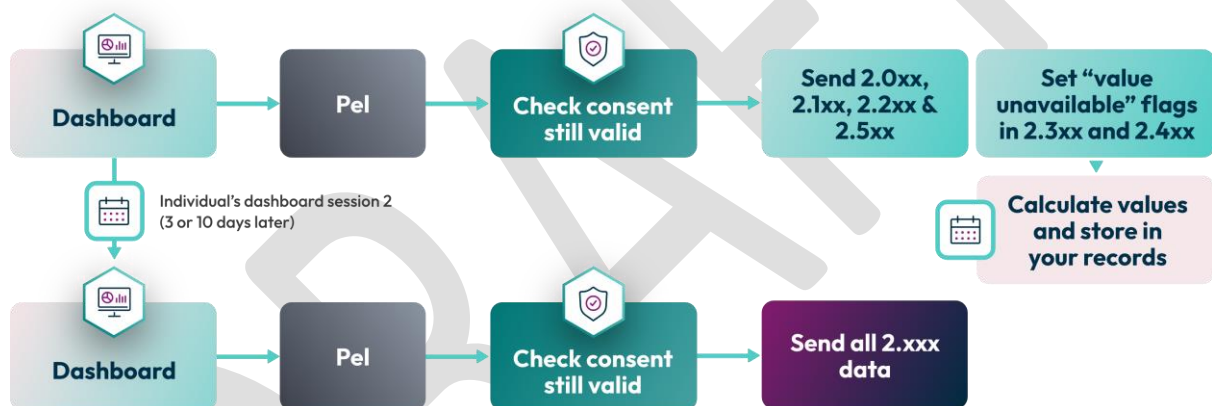 Dashboard
Pel
Check consent
still valid
Send 2.0xx,
2.1xx, 2.2xx &
2.5xx
Set “value
unavailable” flags
in 2.3xx and 2.4xx
Individual’s dashboard session 2
(3 or 10 days later)
Calculate values
and store in
your records
Dashboard
Pel
Check consent
still valid
Send all 2.xxx
data